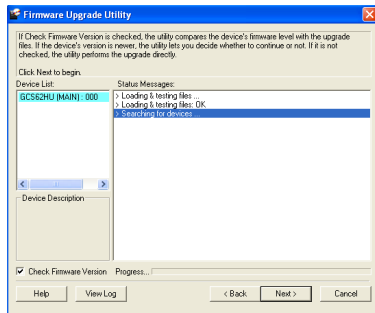 Firmware Upgrade Utility
If Check Firmware Version is checked, the utility compares the device's firmware level with the upgrade
files. If the device's version is newer, the utility lets you decide whether to continue or not. If it is not
checked, the utility performs the upgrade directly.
Click Next to begin.
Device List:
Status Messages:
GCS62HU (MAIN) : 000
> Loading & testing files ...
> Loading & testing files: OK
> Searching for devices ...
Device Description
Check Firmware Version
Progress...
Help
View Log
< Back
Next >
Cancel